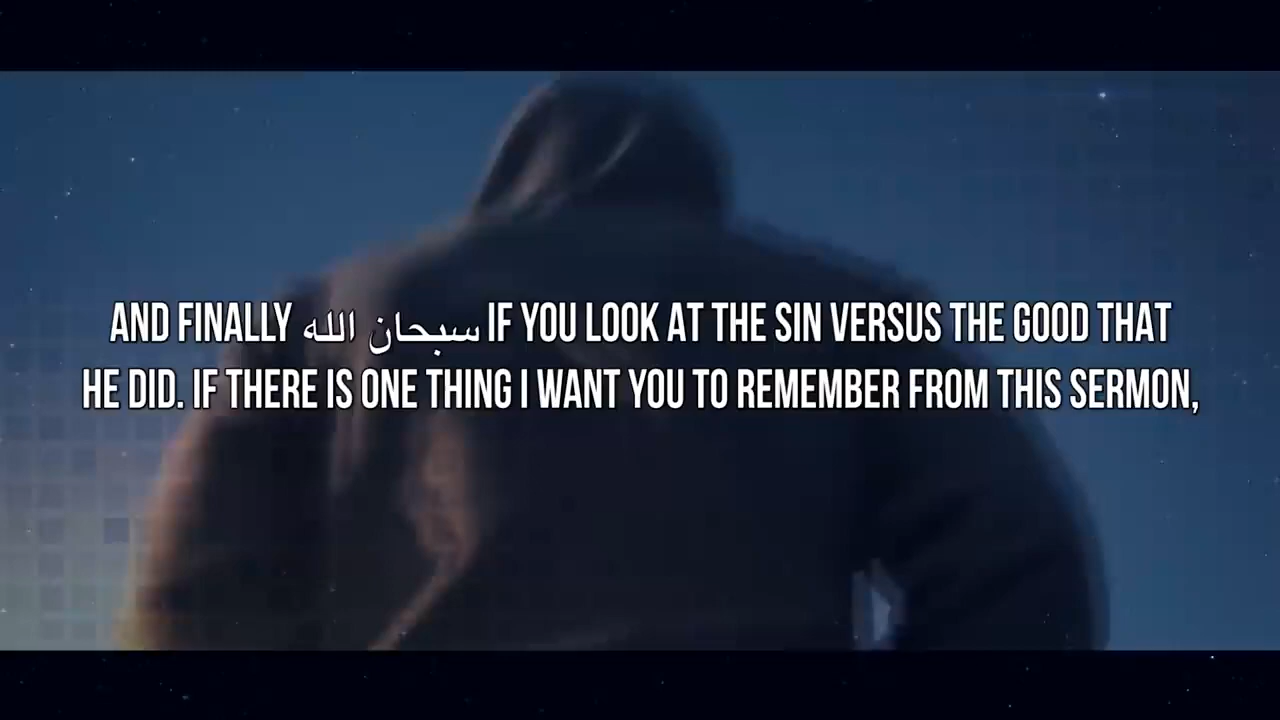 AND FINALLY سبحان الله IF YOU LOOK AT THE SIN VERSUS THE GOOD THAT
HE DID. IF THERE IS ONE THING I WANT YOU TO REMEMBER FROM THIS SERMON,